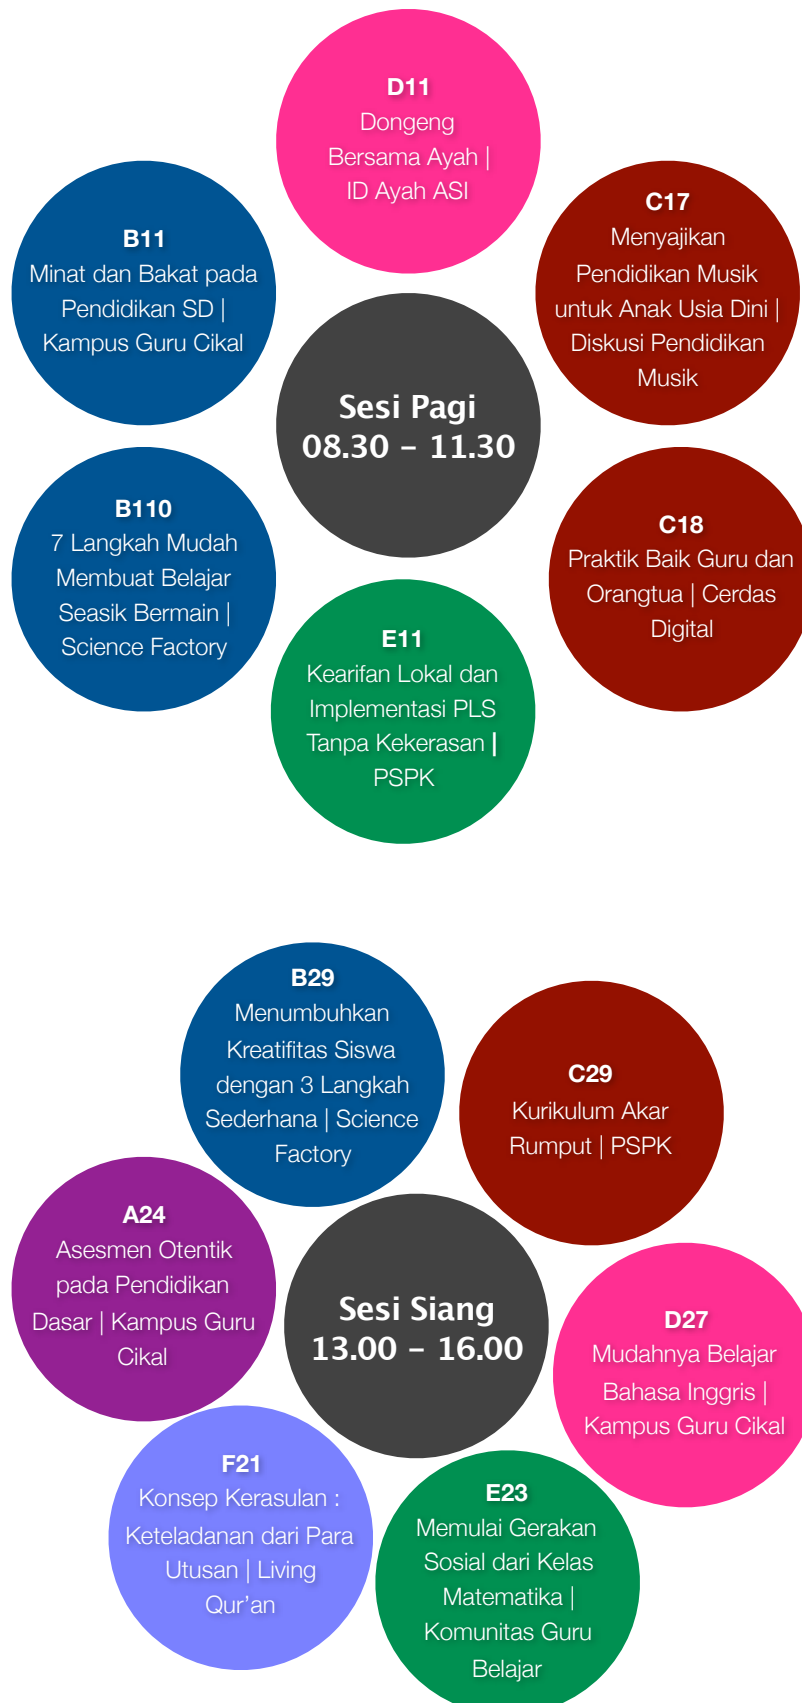 D11
Dongeng
Bersama Ayah |
ID Ayah ASI
B11
Minat dan Bakat pada
Pendidikan SD |
Kampus Guru Cikal
C17
Menyajikan
Pendidikan Musik
untuk Anak Usia Dini |
Diskusi Pendidikan
Musik
Sesi Pagi
08.30 – 11.30
B110
7 Langkah Mudah
Membuat Belajar
Seasik Bermain |
Science Factory
C18
Praktik Baik Guru dan
Orangtua | Cerdas
Digital
E11
Kearifan Lokal dan
Implementasi PLS
Tanpa Kekerasan |
PSPK
B29
Menumbuhkan
Kreatifitas Siswa
dengan 3 Langkah
Sederhana | Science
Factory
C29
Kurikulum Akar
Rumput | PSPK
A24
Asesmen Otentik
pada Pendidikan
Dasar | Kampus Guru
Cikal
Sesi Siang
13.00 – 16.00
D27
Mudahnya Belajar
Bahasa Inggris |
Kampus Guru Cikal
F21
Konsep Kerasulan :
Keteladanan dari Para
Utusan | Living
Qur’an
E23
Memulai Gerakan
Sosial dari Kelas
Matematika |
Komunitas Guru
Belajar